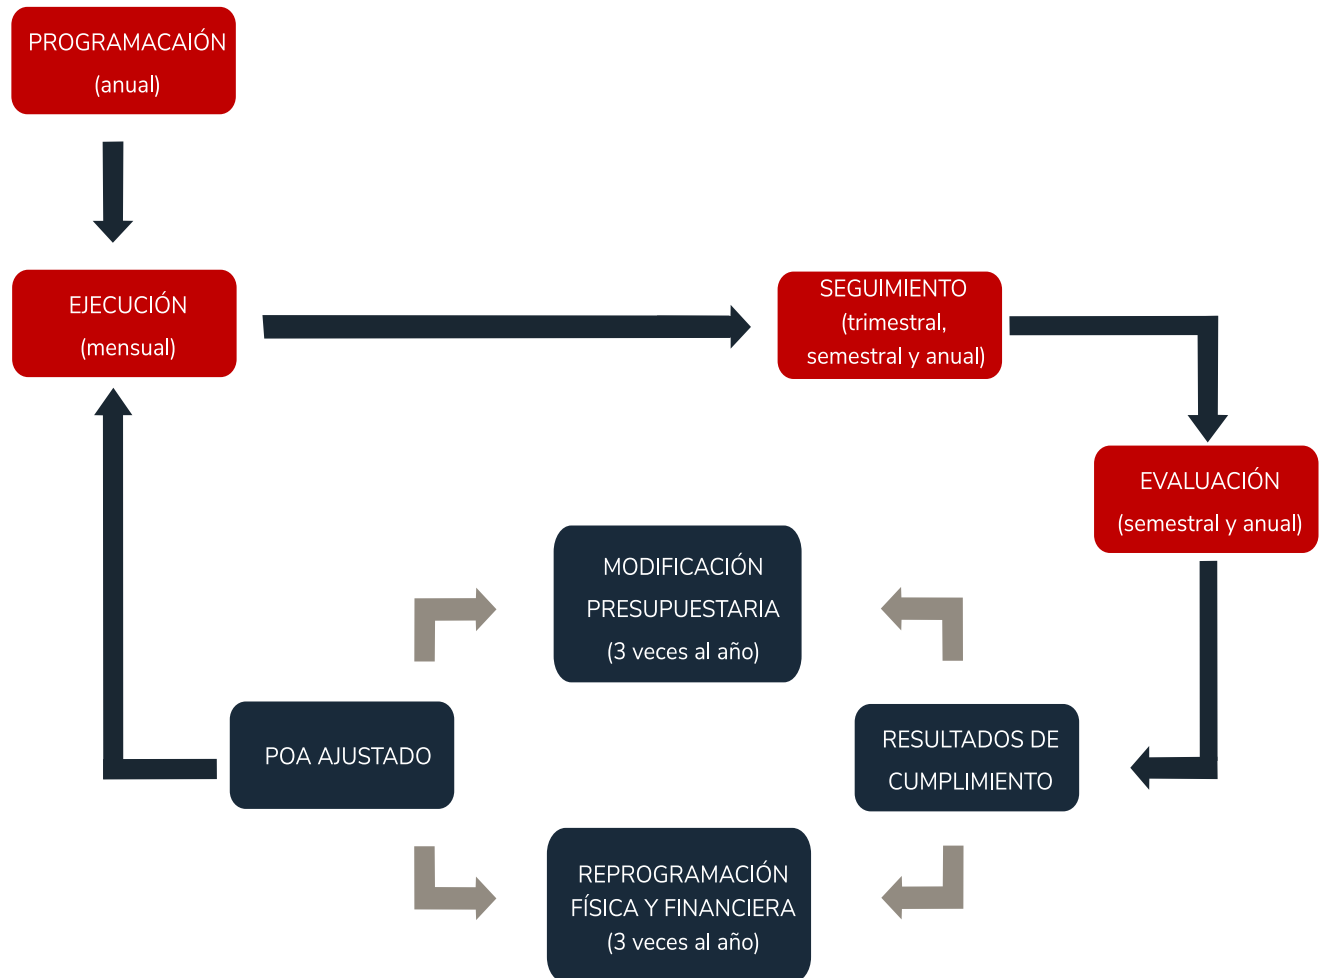 PROGRAMACAIÓN
(anual)
EJECUCIÓN
(mensual)
SEGUIMIENTO
(trimestral,
semestral y anual)
EVALUACIÓN
(semestral y anual)
MODIFICACIÓN
PRESUPUESTARIA
(3 veces al año)
POA AJUSTADO
RESULTADOS DE
CUMPLIMIENTO
REPROGRAMACIÓN
FÍSICA Y FINANCIERA
(3 veces al año)